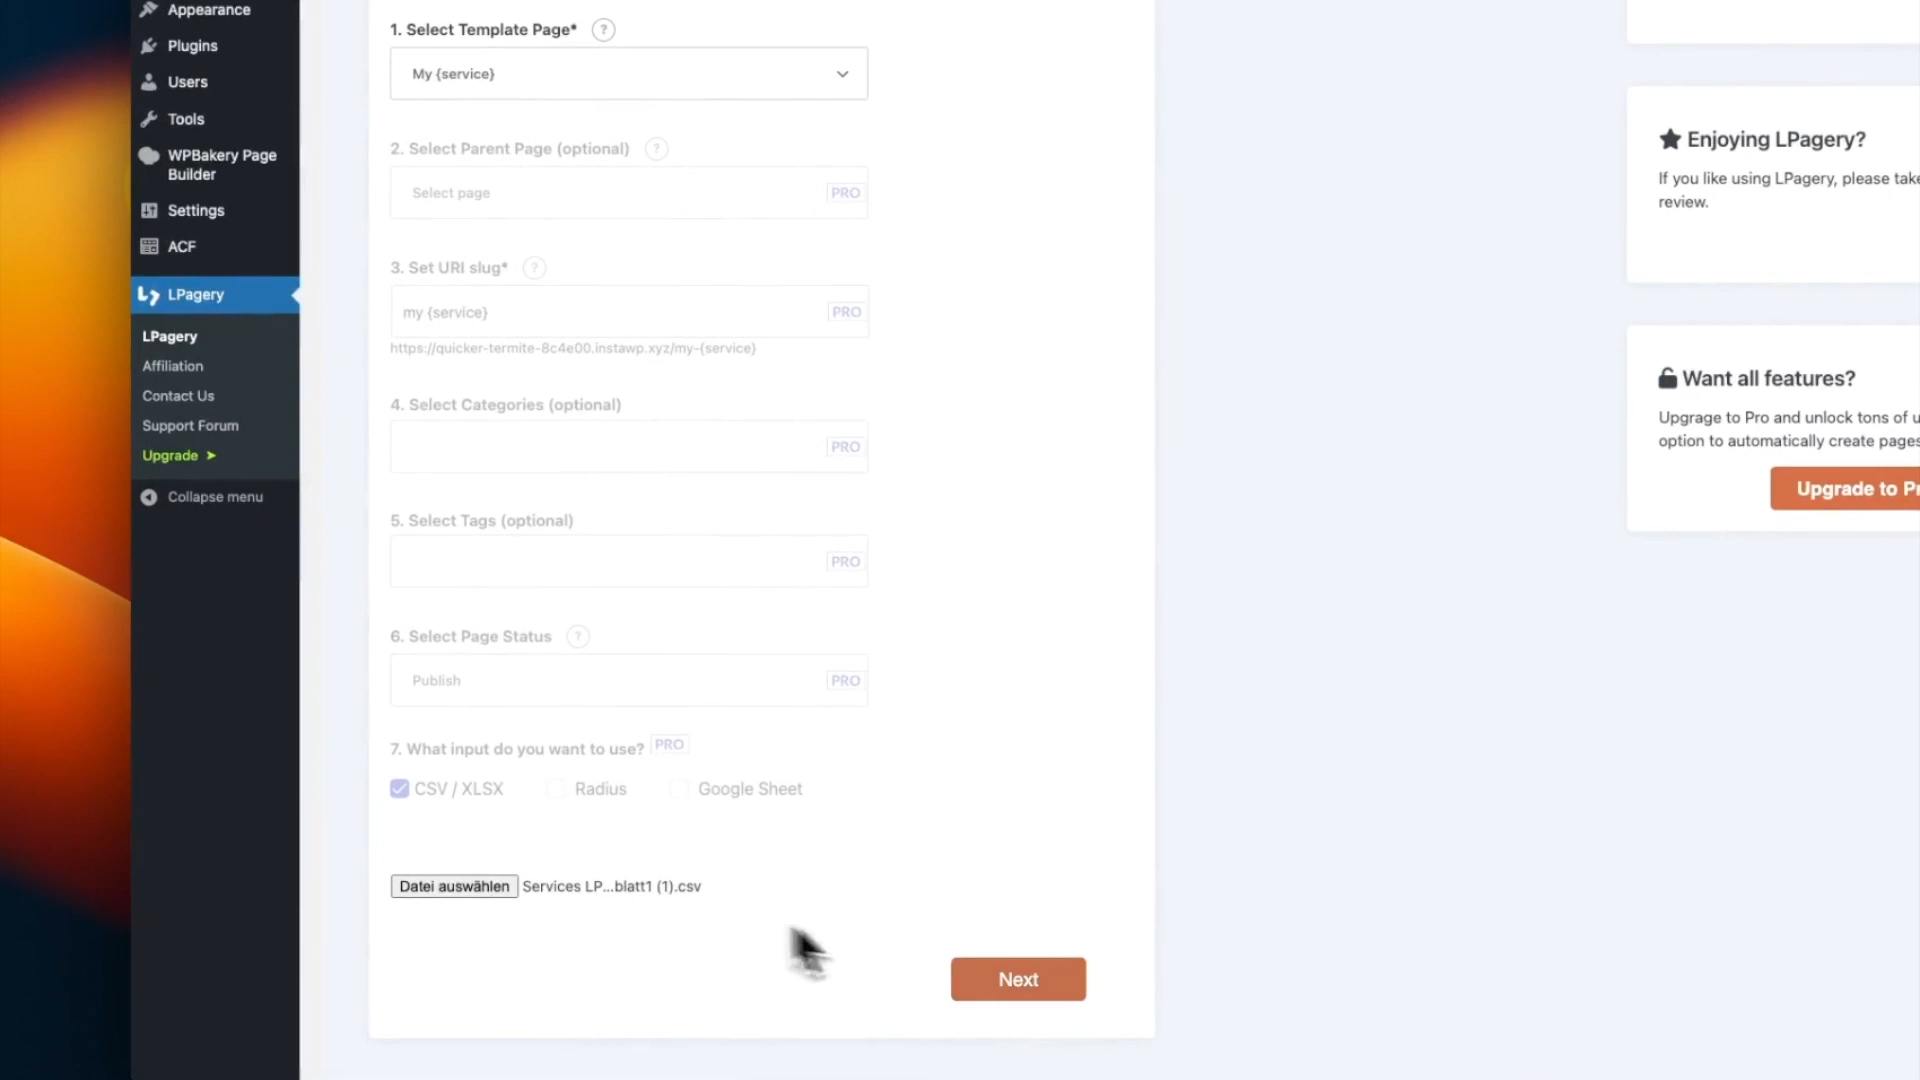 Appearance
Plugins
Users
Tools
WPBakery Page
Builder
Settings
ACF
LPagery
LPagery
Affiliation
Contact Us
Support Forum
Upgrade ➤
Collapse menu
1. Select Template Page* ?
My {service}
2. Select Parent Page (optional) ?
Select page PRO
3. Set URI slug* ?
my {service} PRO
https://quicker-termite-8c4e00.instawp.xyz/my-{service}
4. Select Categories (optional)
PRO
5. Select Tags (optional)
PRO
6. Select Page Status ?
Publish PRO
7. What input do you want to use? PRO
CSV / XLSX Radius Google Sheet
Datei auswählen Services LP...blatt1 (1).csv
Next
Enjoying LPagery?
If you like using LPagery, please take
review.
Want all features?
Upgrage to Pro and unlock tons of u
option to automatically create pages
Upgrade to Pr